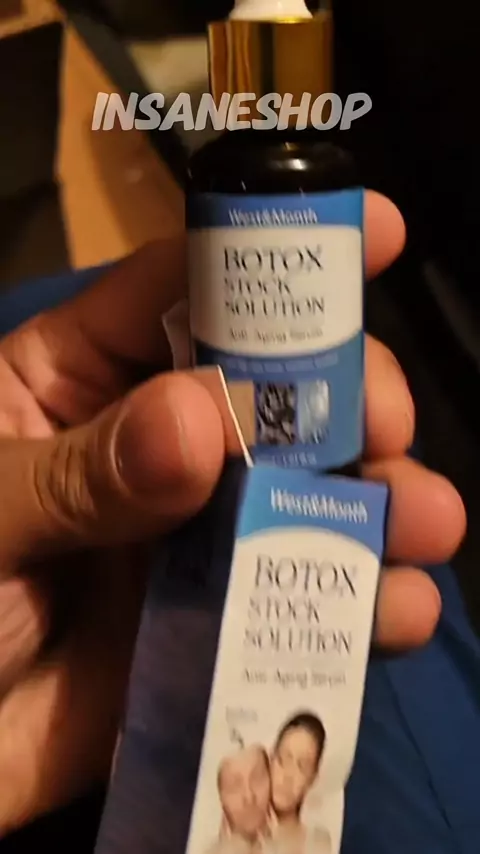 INSANESHOP
West&Month
BOTOX
STOCK
SOLUTION
Anti-Aging Serum
West&Month
BOTOX
STOCK
SOLUTION
Anti-Aging Serum